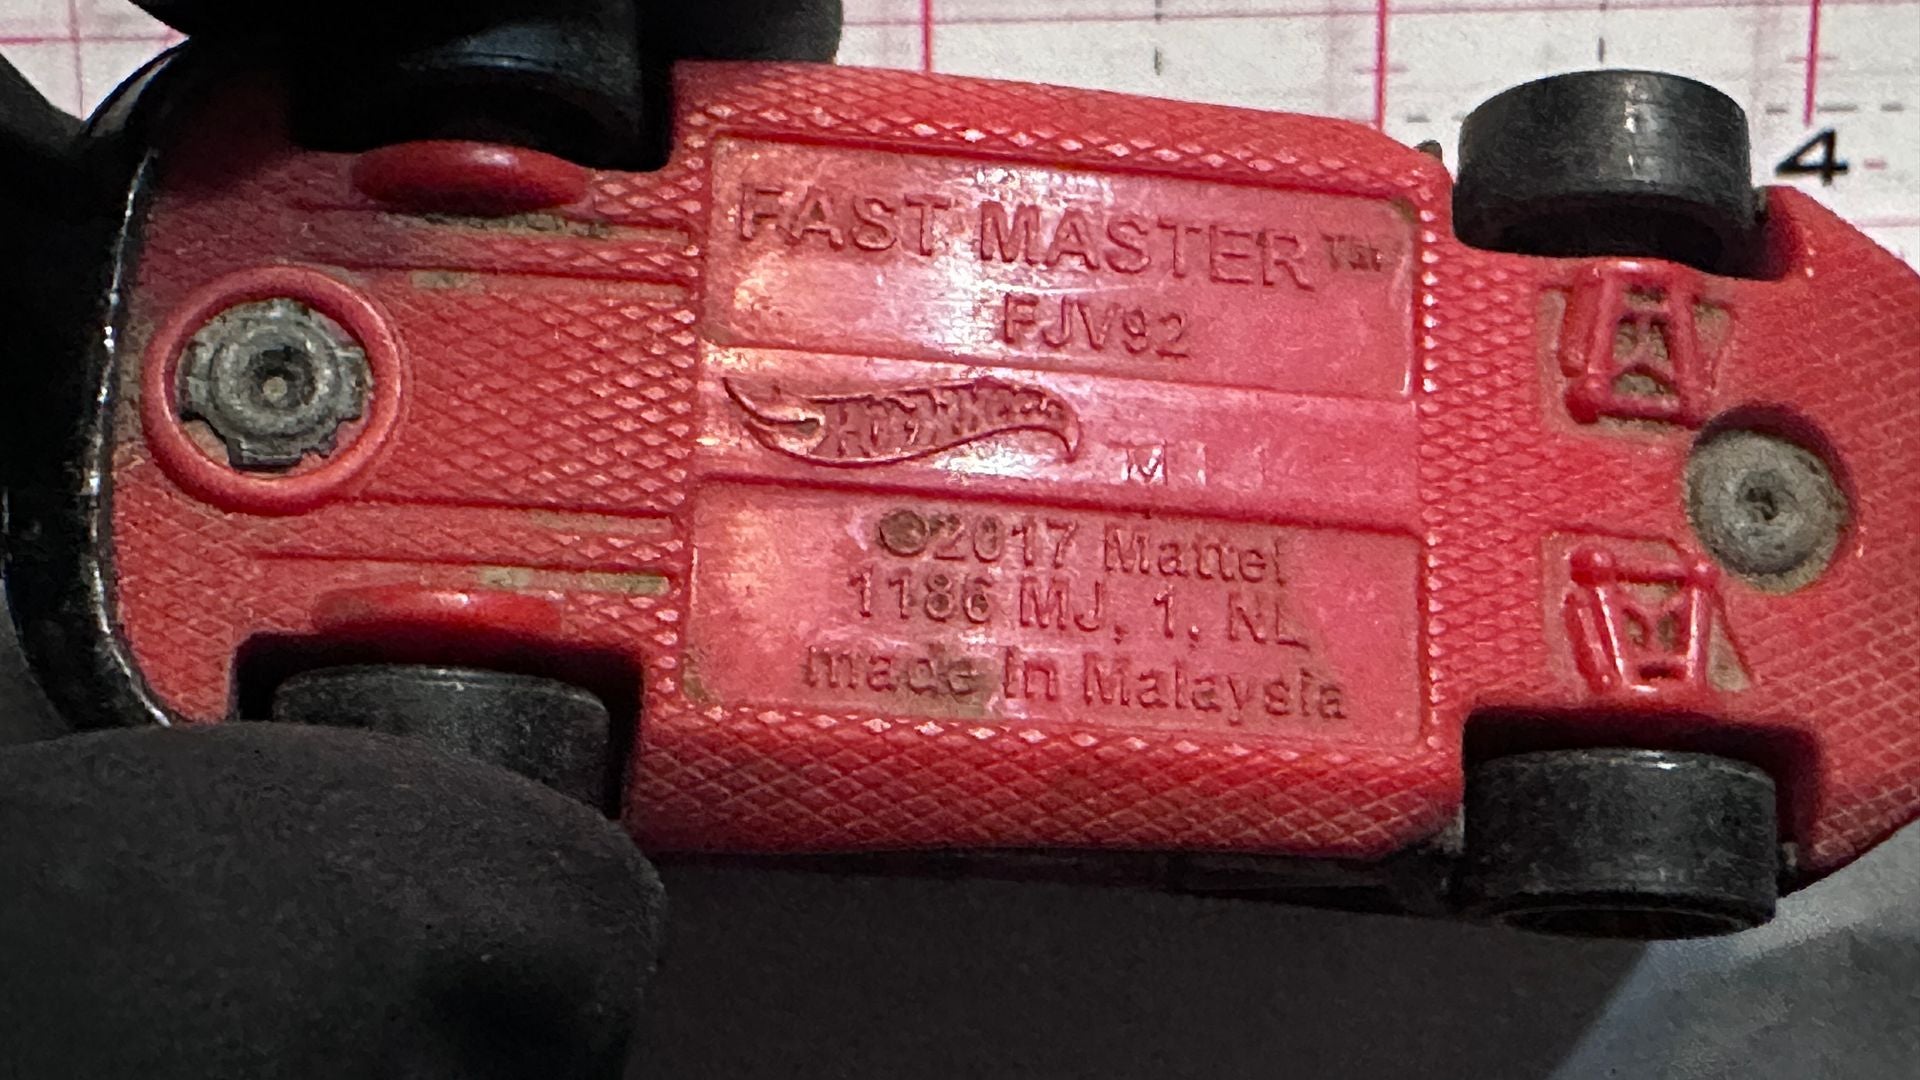 4
FAST MASTER™
FJV92
Hot Wheels
©2017 Mattel
1186 MJ, 1, NL
made in Malaysia